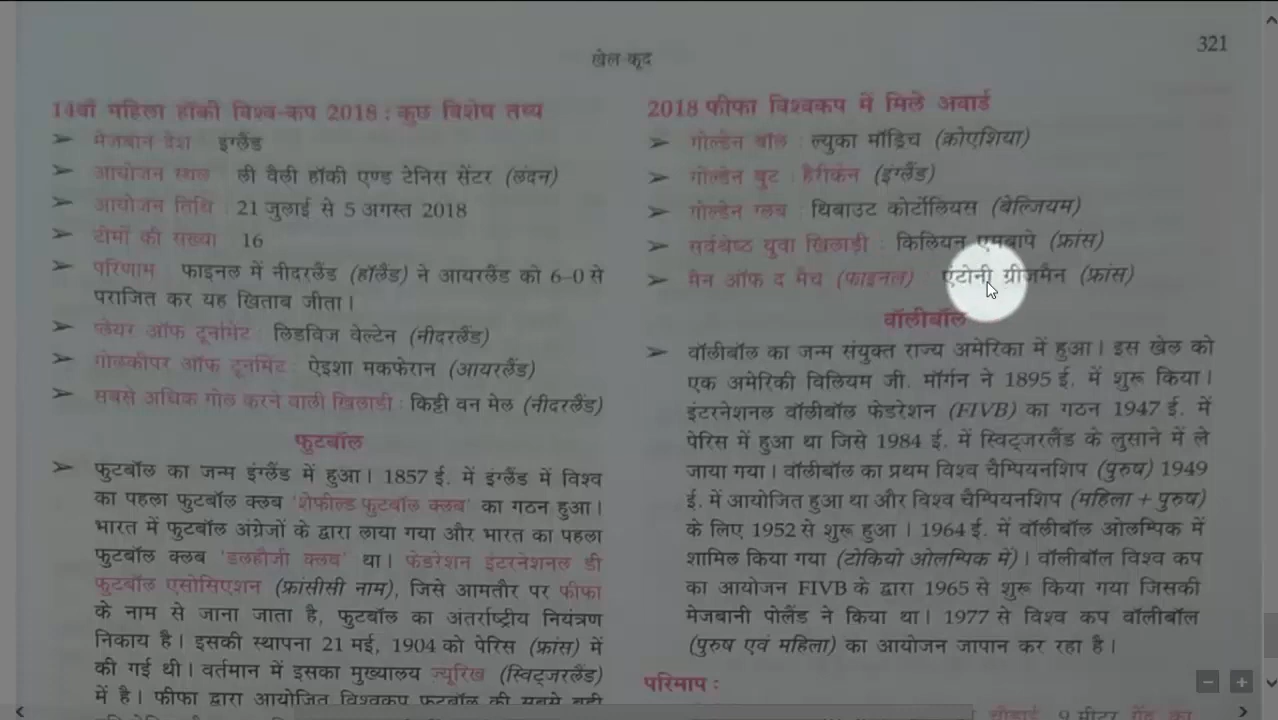 321
खेल-कूद
14वाँ महिला हॉकी विश्व-कप 2018 : कुछ विशेष तथ्य
➢ मेजबान देश : इंग्लैंड
➢ आयोजन स्थल : ली वैली हॉकी एण्ड टेनिस सेंटर (लंदन)
➢ आयोजन तिथि : 21 जुलाई से 5 अगस्त 2018
➢ टीमों की संख्या : 16
➢ परिणाम : फाइनल में नीदरलैंड (हॉलैंड) ने आयरलैंड को 6–0 से
पराजित कर यह खिताब जीता।
➢ प्लेयर ऑफ टूर्नामेंट : लिडविज वेल्टेन (नीदरलैंड)
➢ गोल्कीपर ऑफ टूर्नामेंट : ऐइशा मकफेरान (आयरलैंड)
➢ सबसे अधिक गोल करने वाली खिलाड़ी : किट्टी वन मेल (नीदरलैंड)
फुटबॉल
➢ फुटबॉल का जन्म इंग्लैंड में हुआ। 1857 ई. में इंग्लैंड में विश्व
का पहला फुटबॉल क्लब 'शेफील्ड फुटबॉल क्लब' का गठन हुआ।
भारत में फुटबॉल अंग्रेजों के द्वारा लाया गया और भारत का पहला
फुटबॉल क्लब 'डलहौजी क्लब' था। फेडरेशन इंटरनेशनल डी
फुटबॉल एसोसिएशन (फ्रांसीसी नाम), जिसे आमतौर पर फीफा
के नाम से जाना जाता है, फुटबॉल का अंतर्राष्ट्रीय नियंत्रण
निकाय है। इसकी स्थापना 21 मई, 1904 को पेरिस (फ्रांस) में
की गई थी। वर्तमान में इसका मुख्यालय ज्यूरिख (स्विट्जरलैंड)
में है। फीफा द्वारा आयोजित विश्वकप फुटबॉल की सबसे बड़ी
2018 फीफा विश्वकप में मिले अवार्ड
➢ गोल्डेन बॉल : ल्युका मॉड्रिच (क्रोएशिया)
➢ गोल्डेन बुट : हैरीकेन (इंग्लैंड)
➢ गोल्डेन ग्लब : थिबाउट कोर्टोलियस (बेल्जियम)
➢ सर्वश्रेष्ठ युवा खिलाड़ी : किलियन एमबापे (फ्रांस)
➢ मैन ऑफ द मैच (फाइनल) : एंटोनी ग्रीजमैन (फ्रांस)
वॉलीबॉल
➢ वॉलीबॉल का जन्म संयुक्त राज्य अमेरिका में हुआ। इस खेल को
एक अमेरिकी विलियम जी. मॉर्गन ने 1895 ई. में शुरू किया।
इंटरनेशनल वॉलीबॉल फेडरेशन (FIVB) का गठन 1947 ई. में
पेरिस में हुआ था जिसे 1984 ई. में स्विट्जरलैंड के लुसाने में ले
जाया गया। वॉलीबॉल का प्रथम विश्व चैम्पियनशिप (पुरुष) 1949
ई. में आयोजित हुआ था और विश्व चैम्पियनशिप (महिला + पुरुष)
के लिए 1952 से शुरू हुआ। 1964 ई. में वॉलीबॉल ओलम्पिक में
शामिल किया गया (टोकियो ओलम्पिक में)। वॉलीबॉल विश्व कप
का आयोजन FIVB के द्वारा 1965 से शुरू किया गया जिसकी
मेजबानी पोलैंड ने किया था। 1977 से विश्व कप वॉलीबॉल
(पुरुष एवं महिला) का आयोजन जापान कर रहा है।
परिमाप :
चौड़ाई 9 मीटर गेंद का